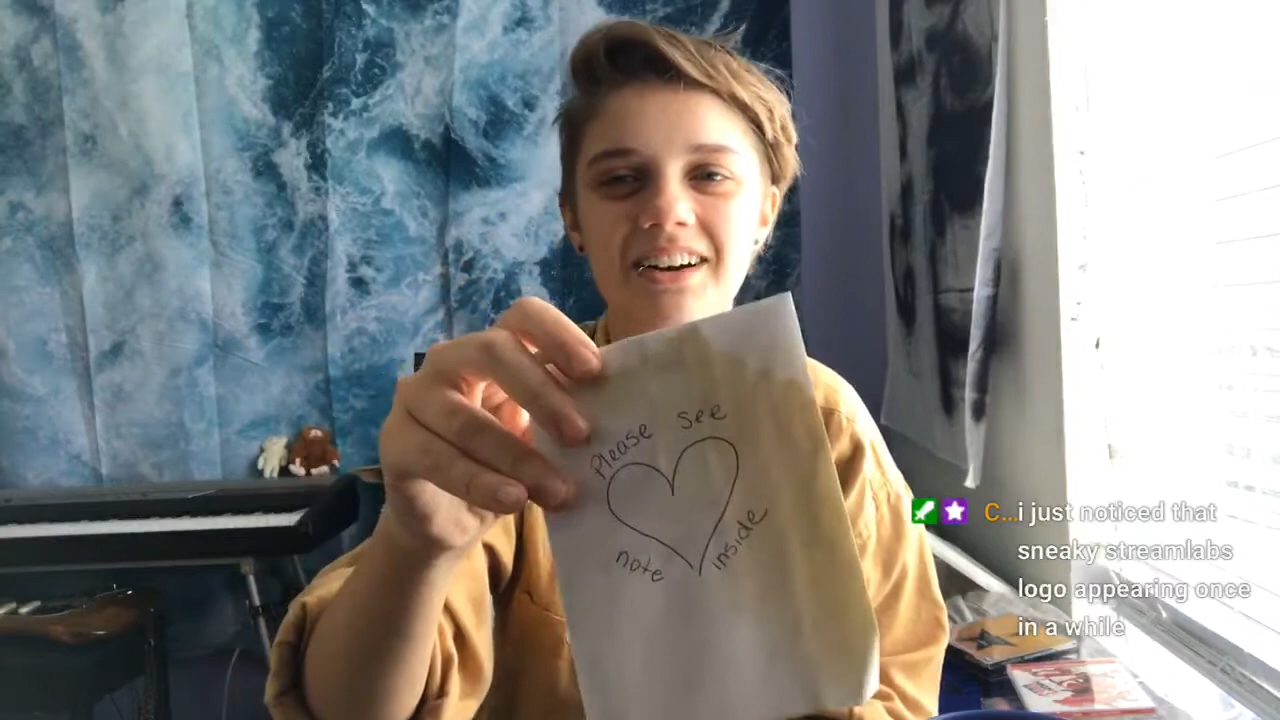 Please see
note inside
C...i just noticed that
sneaky streamlabs
logo appearing once
in a while